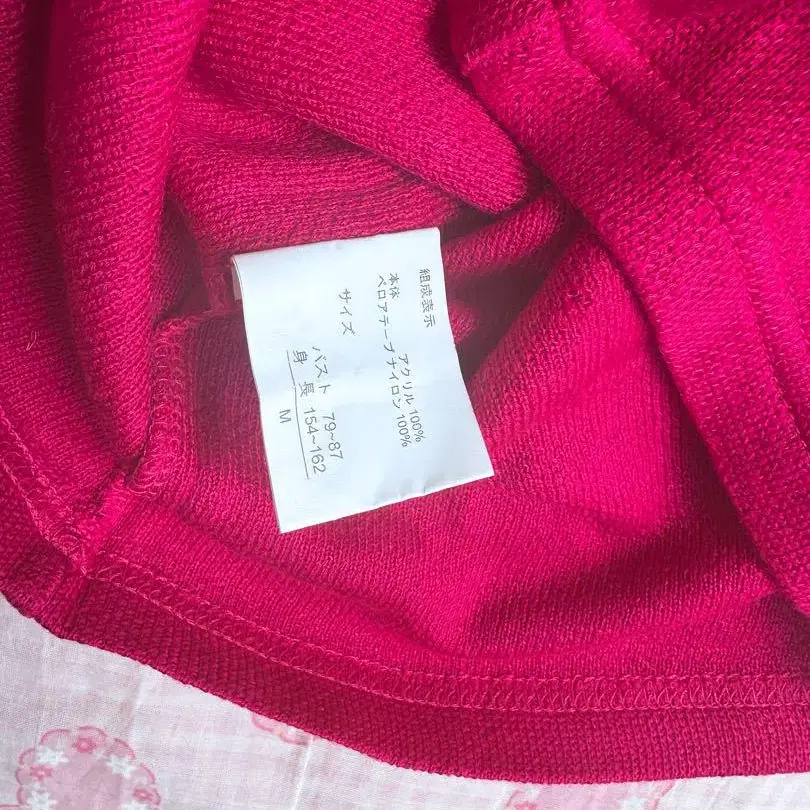 組成表示
本体 アクリル 100%
ベロアテープ ナイロン 100%
サイズ
バスト 79~87
身長 154~162
M